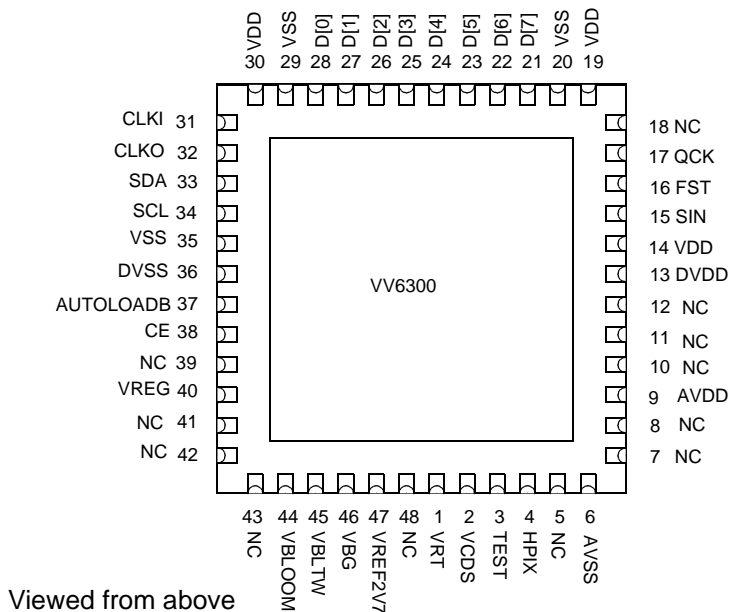 VDD VSS D[0] D[1] D[2] D[3] D[4] D[5] D[6] D[7] VSS VDD
30 29 28 27 26 25 24 23 22 21 20 19
CLKI 31
CLKO 32
SDA 33
SCL 34
VSS 35
DVSS 36
AUTOLOADB 37
CE 38
NC 39
VREG 40
NC 41
NC 42
VV6300
18 NC
17 QCK
16 FST
15 SIN
14 VDD
13 DVDD
12 NC
11 NC
10 NC
9 AVDD
8 NC
7 NC
43 44 45 46 47 48 1 2 3 4 5 6
NC VBLOOM VBLTW VBG VREF2V7 NC VRT VCDS TEST HPIX NC AVSS
Viewed from above